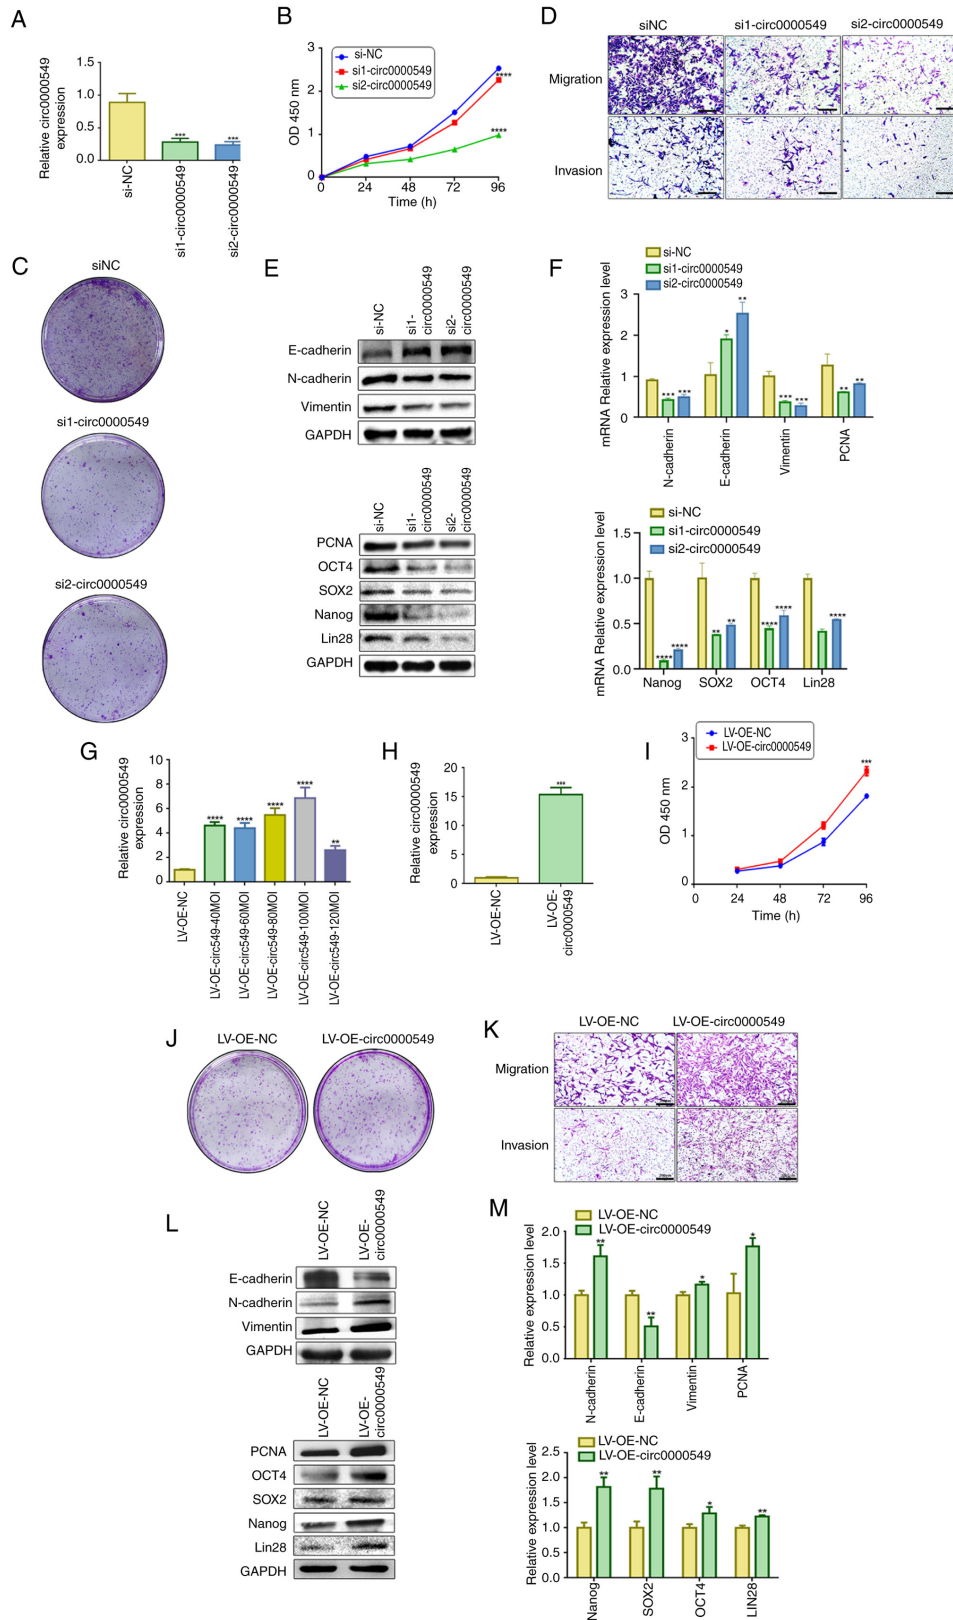 A
Relative circ0000549
expression
1.5
1.0
0.5
0.0
***
***
si-NC
si1-circ0000549
si2-circ0000549
B
si-NC
si1-circ0000549
si2-circ0000549
OD 450 nm
3
2
1
0
****
****
0
24
48
72
96
Time (h)
D
siNC
si1-circ0000549
si2-circ0000549
Migration
Invasion
C
siNC
si1-circ0000549
si2-circ0000549
E
si-NC
si1-
circ0000549
si2-
circ0000549
E-cadherin
N-cadherin
Vimentin
GAPDH
si-NC
si1-
circ0000549
si2-
circ0000549
PCNA
OCT4
SOX2
Nanog
Lin28
GAPDH
F
si-NC
si1-circ0000549
si2-circ0000549
mRNA Relative expression level
3
2
1
0
***
***
*
**
***
***
**
**
N-cadherin
E-cadherin
Vimentin
PCNA
si-NC
si1-circ0000549
si2-circ0000549
mRNA Relative expression level
1.5
1.0
0.5
0.0
****
****
**
**
****
****
****
Nanog
SOX2
OCT4
Lin28
G
Relative circ0000549
expression
10
8
6
4
2
0
****
****
****
****
**
LV-OE-NC
LV-OE-circ549-40MOI
LV-OE-circ549-60MOI
LV-OE-circ549-80MOI
LV-OE-circ549-100MOI
LV-OE-circ549-120MOI
H
Relative circ0000549
expression
20
15
10
5
0
***
LV-OE-NC
LV-OE-
circ0000549
I
LV-OE-NC
LV-OE-circ0000549
OD 450 nm
3
2
1
0
***
0
24
48
72
96
Time (h)
J
LV-OE-NC
LV-OE-circ0000549
K
LV-OE-NC
LV-OE-circ0000549
Migration
Invasion
L
LV-OE-NC
LV-OE-
circ0000549
E-cadherin
N-cadherin
Vimentin
GAPDH
LV-OE-NC
LV-OE-
circ0000549
PCNA
OCT4
SOX2
Nanog
Lin28
GAPDH
M
LV-OE-NC
LV-OE-circ0000549
Relative expression level
2.0
1.5
1.0
0.5
0.0
**
**
*
*
N-cadherin
E-cadherin
Vimentin
PCNA
LV-OE-NC
LV-OE-circ0000549
Relative expression level
2.5
2.0
1.5
1.0
0.5
0.0
**
**
*
**
Nanog
SOX2
OCT4
LIN28